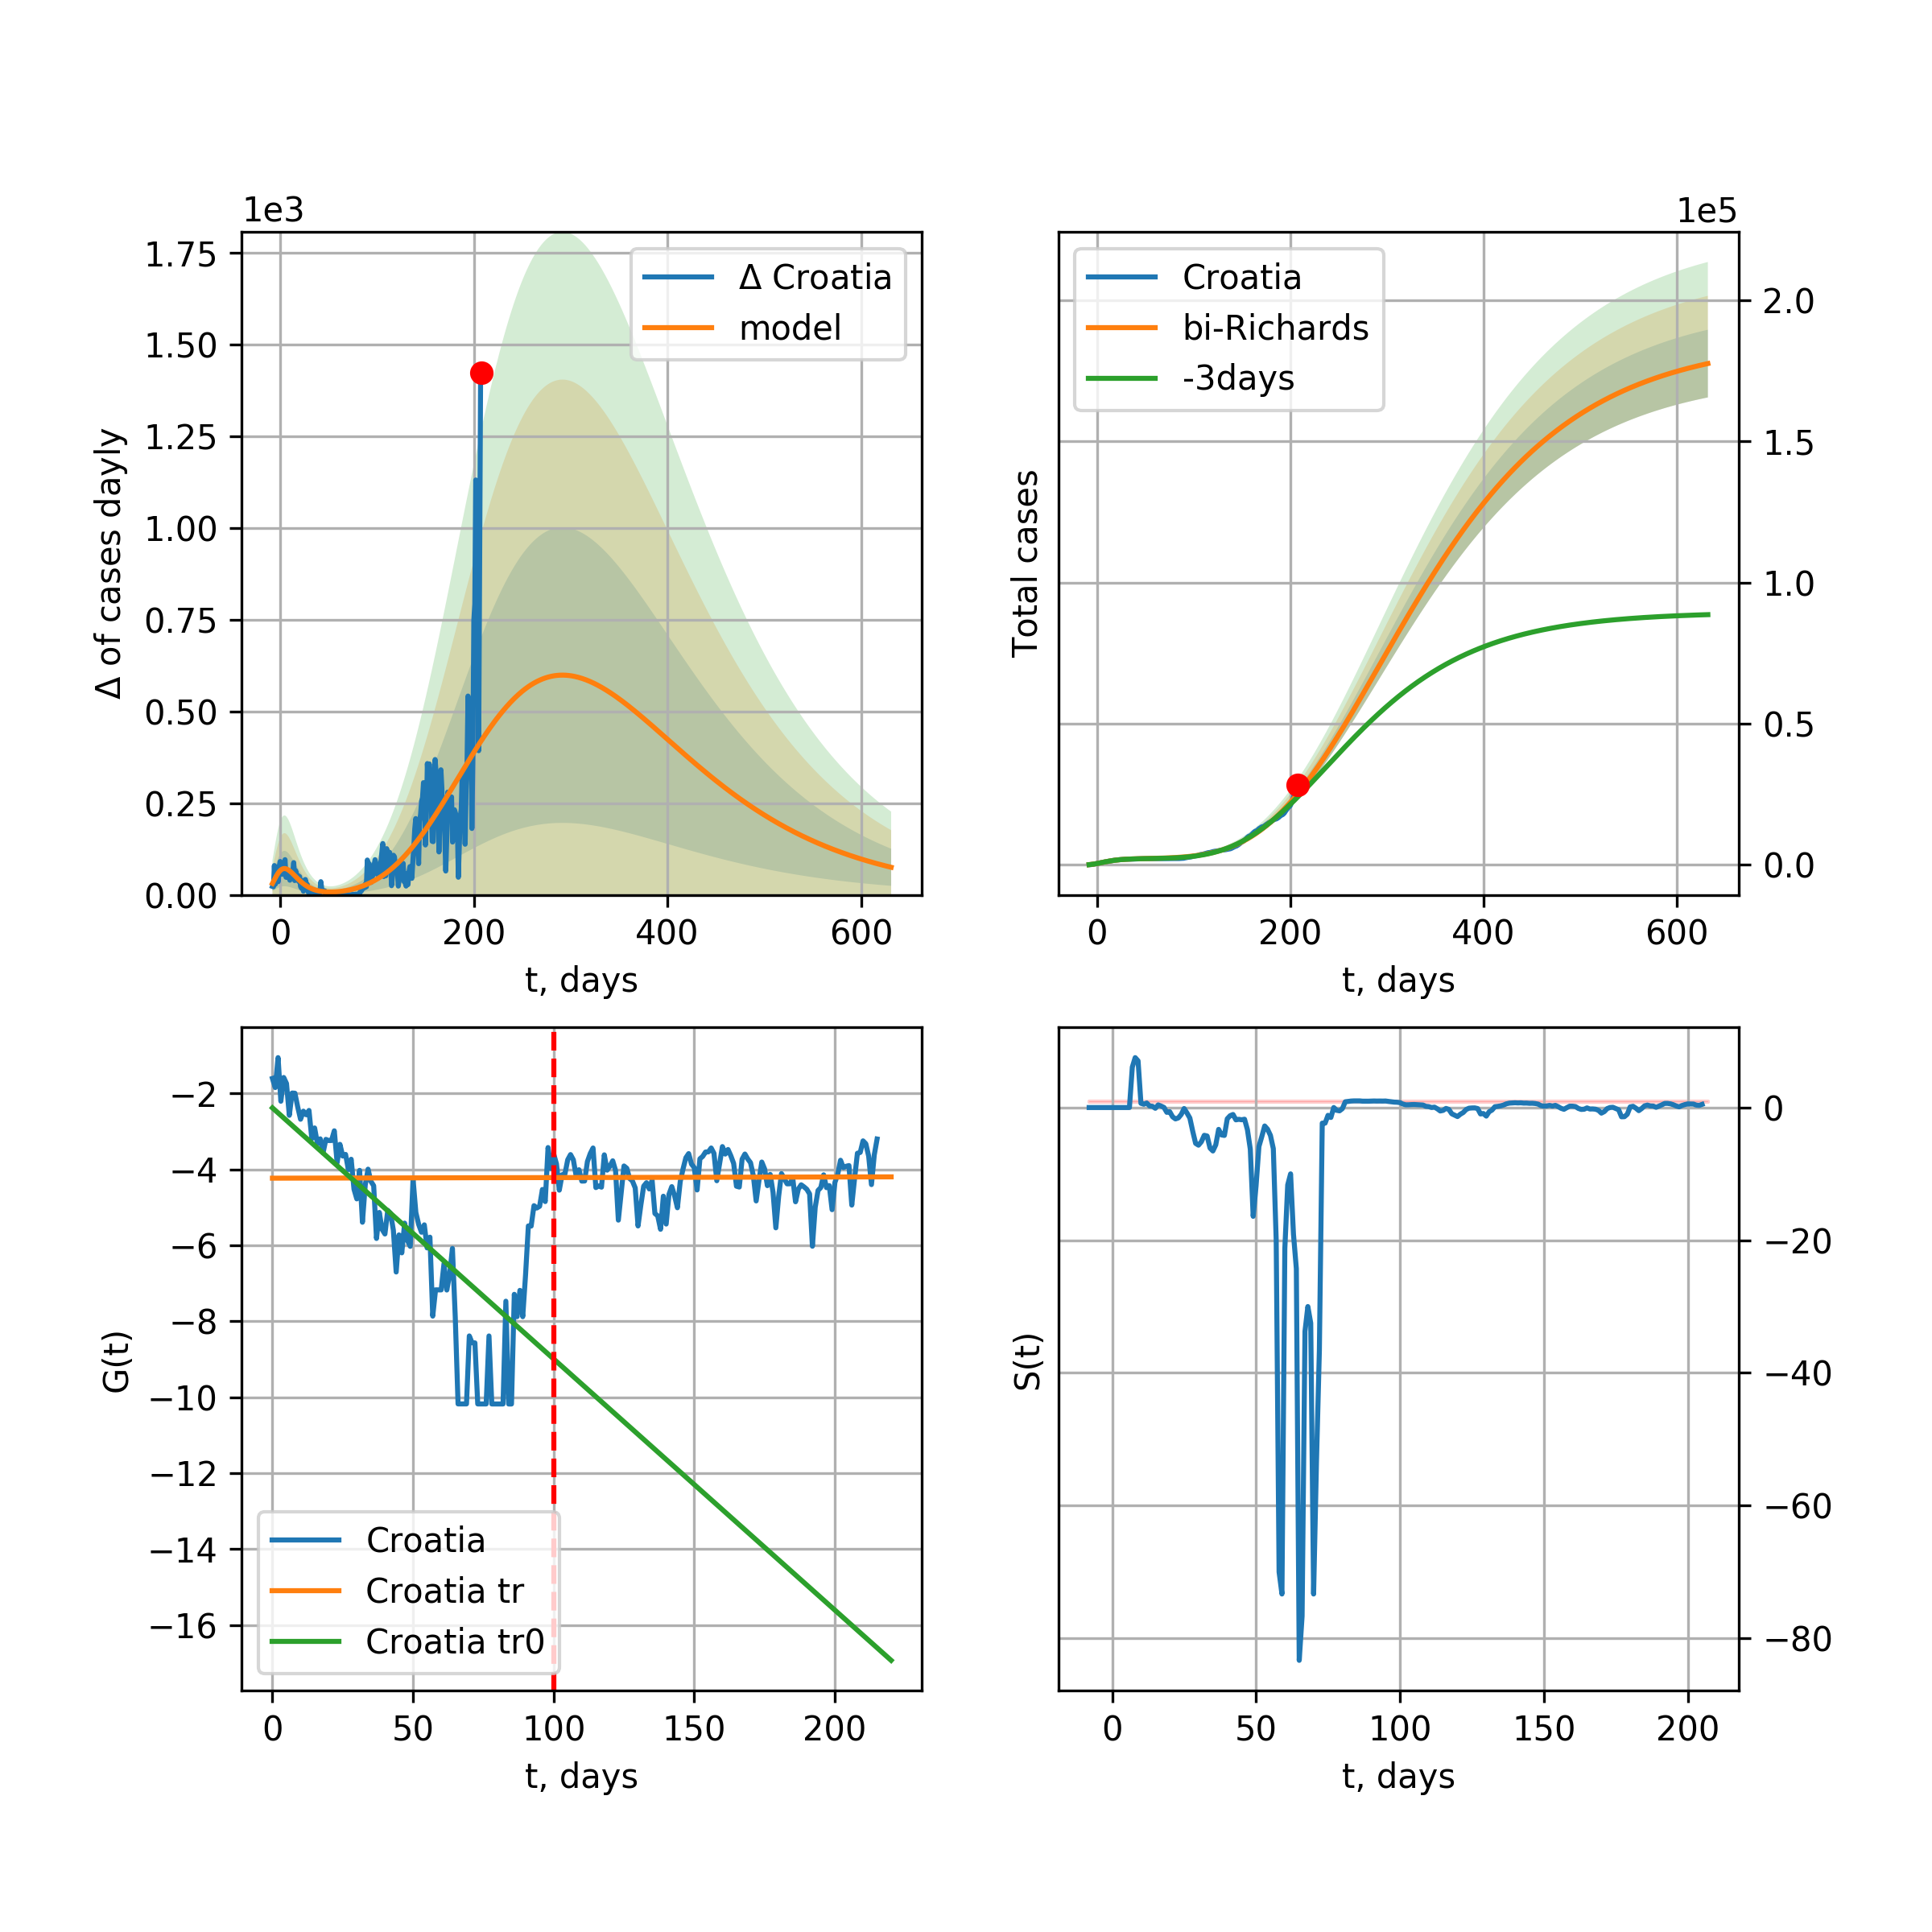 1e3
1.75
1.50
1.25
1.00
0.75
0.50
0.25
0.00
Δ of cases dayly
Δ Croatia
model
0 200 400 600
t, days
1e5
Total cases
Croatia
bi-Richards
-3days
2.0
1.5
1.0
0.5
0.0
0 200 400 600
t, days
−2
−4
−6
−8
−10
−12
−14
−16
G(t)
Croatia
Croatia tr
Croatia tr0
0 50 100 150 200
t, days
S(t)
0
−20
−40
−60
−80
0 50 100 150 200
t, days